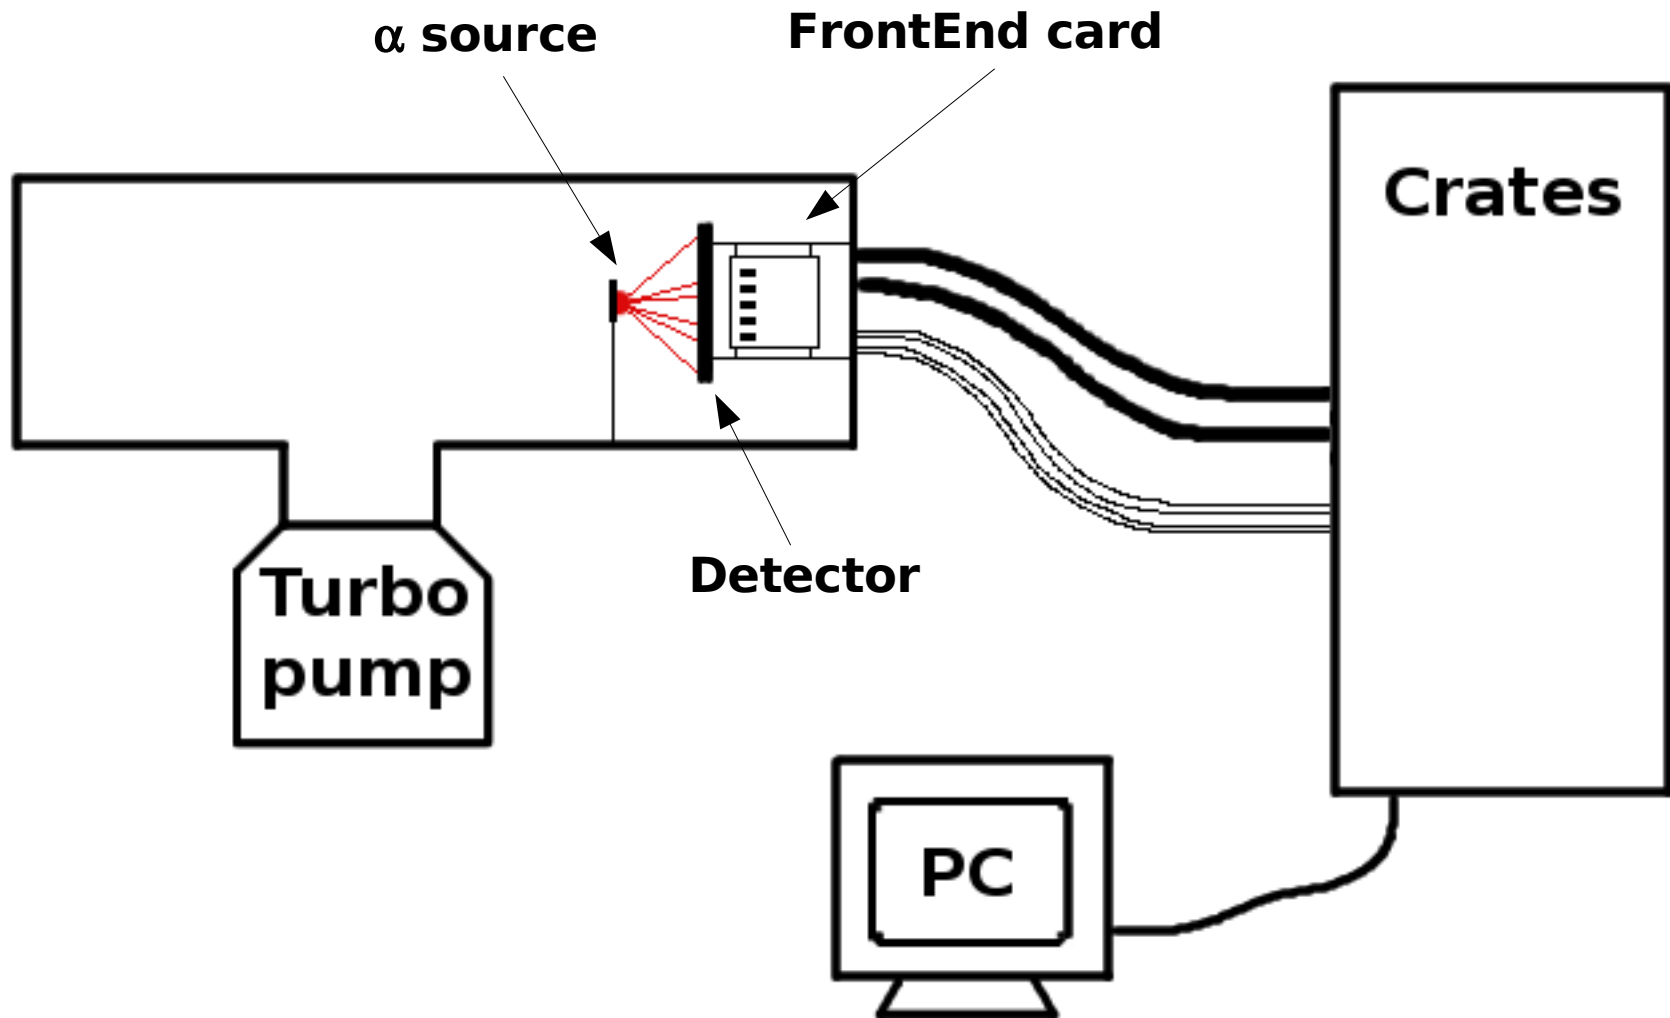 α source
FrontEnd card
Crates
Detector
Turbo
pump
PC